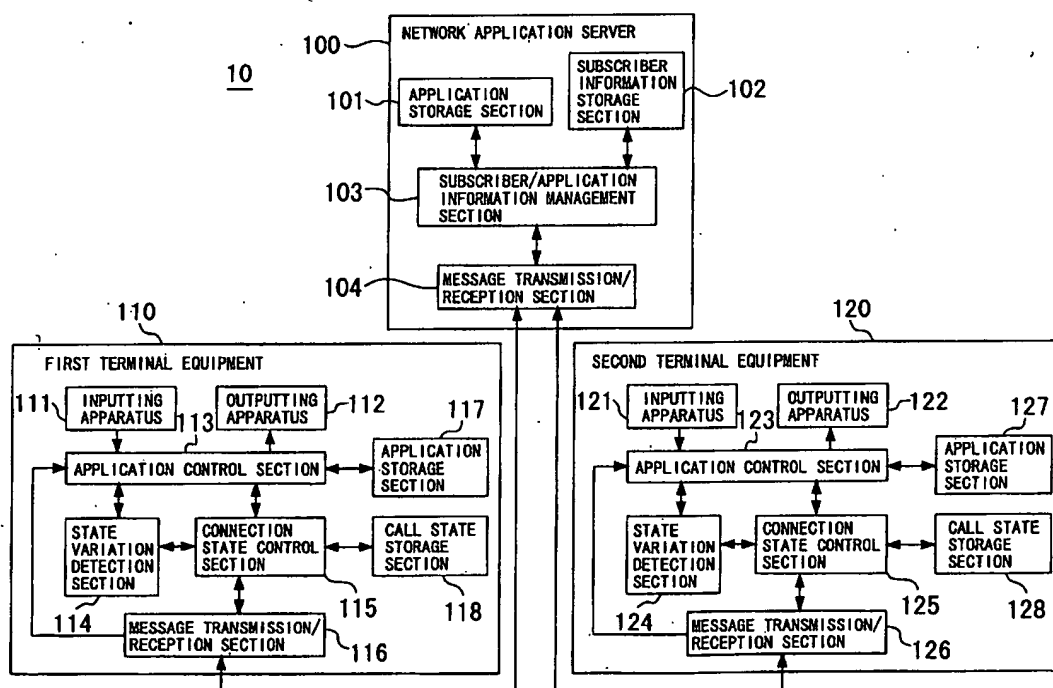 10
100
NETWORK APPLICATION SERVER
101
APPLICATION
STORAGE SECTION
SUBSCRIBER
INFORMATION
STORAGE
SECTION
102
103
SUBSCRIBER/APPLICATION
INFORMATION MANAGEMENT
SECTION
104
MESSAGE TRANSMISSION/
RECEPTION SECTION
110
FIRST TERMINAL EQUIPMENT
111
INPUTTING
APPARATUS
113
OUTPUTTING
APPARATUS
112
117
APPLICATION CONTROL SECTION
APPLICATION
STORAGE
SECTION
STATE
VARIATION
DETECTION
SECTION
114
CONNECTION
STATE CONTROL
SECTION
115
CALL STATE
STORAGE
SECTION
118
MESSAGE TRANSMISSION/
RECEPTION SECTION
116
120
SECOND TERMINAL EQUIPMENT
121
INPUTTING
APPARATUS
123
OUTPUTTING
APPARATUS
122
127
APPLICATION CONTROL SECTION
APPLICATION
STORAGE
SECTION
STATE
VARIATION
DETECTION
SECTION
124
CONNECTION
STATE CONTROL
SECTION
125
CALL STATE
STORAGE
SECTION
128
MESSAGE TRANSMISSION/
RECEPTION SECTION
126